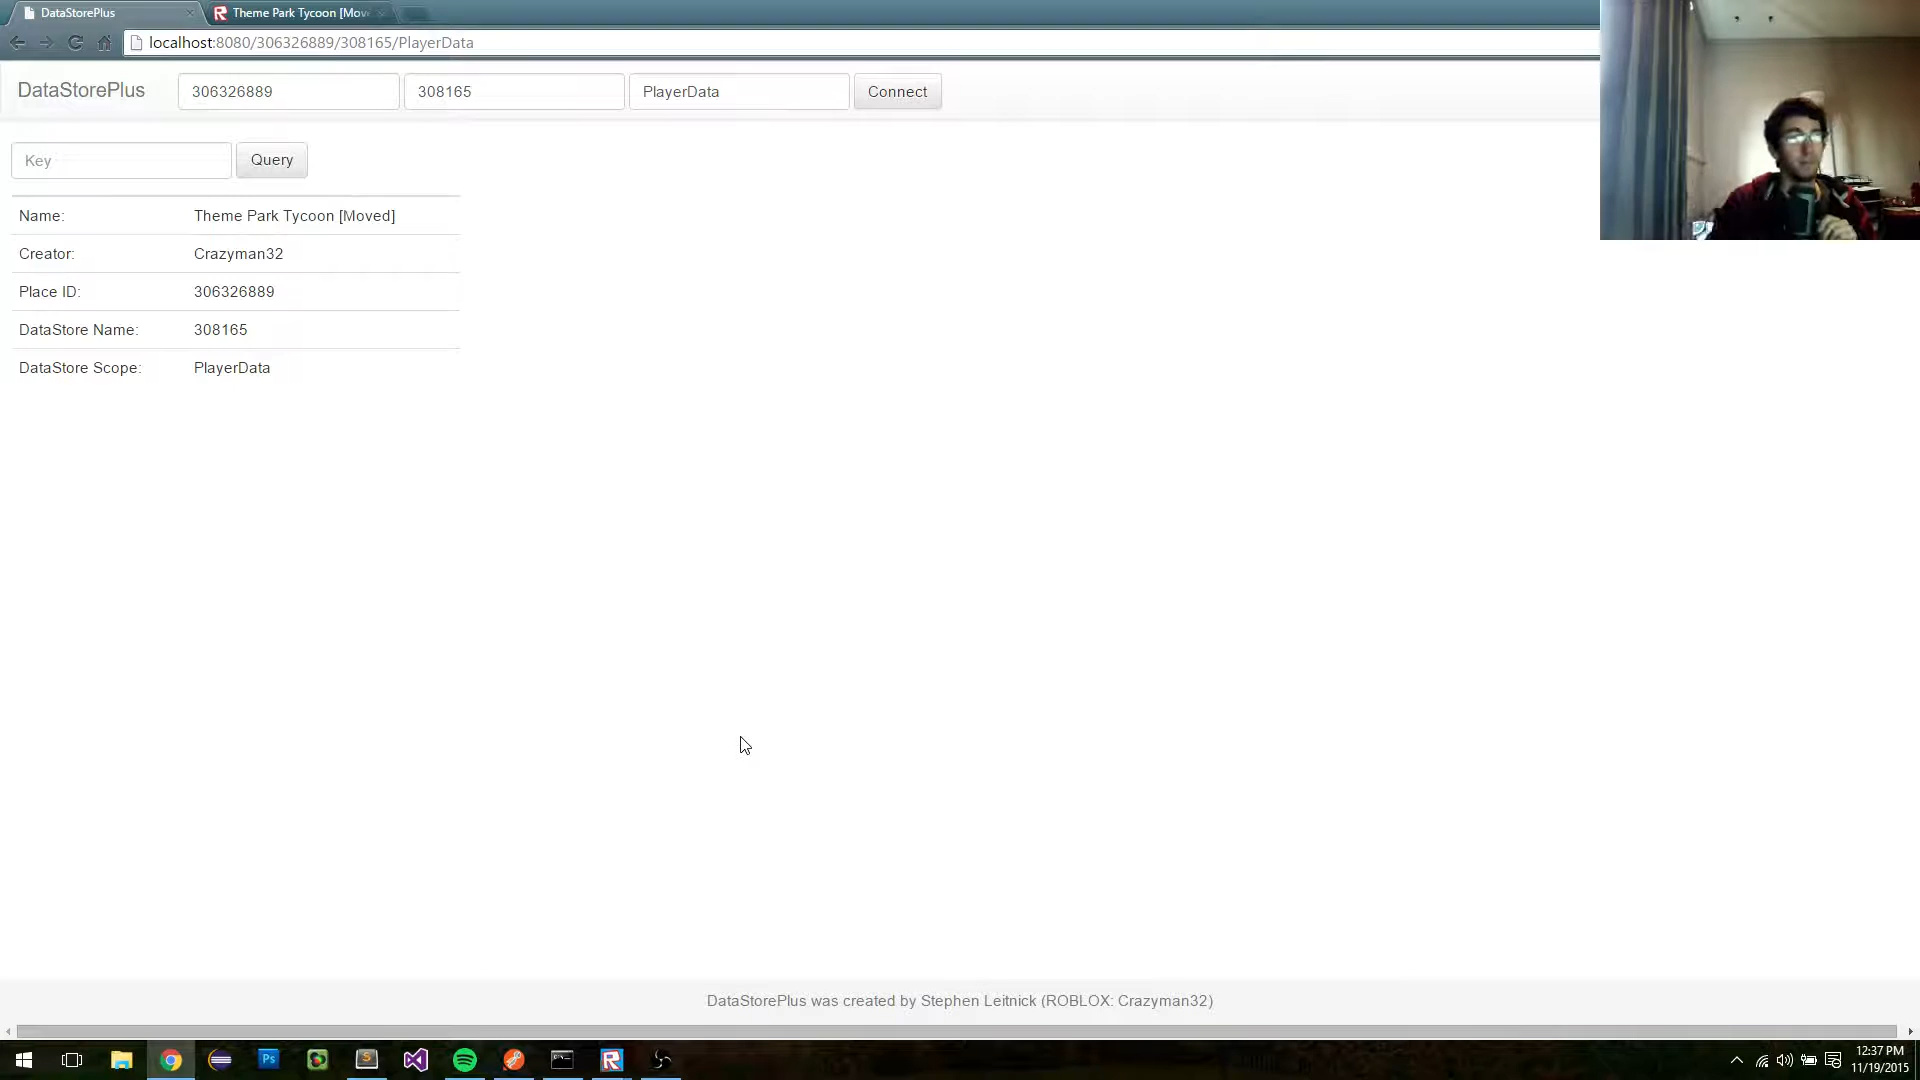 DataStorePlus
Theme Park Tycoon [Mov
localhost:8080/306326889/308165/PlayerData
DataStorePlus 306326889 308165 PlayerData Connect
Key Query
Name: Theme Park Tycoon [Moved]
Creator: Crazyman32
Place ID: 306326889
DataStore Name: 308165
DataStore Scope: PlayerData
DataStorePlus was created by Stephen Leitnick (ROBLOX: Crazyman32)
Ps
S
12:37 PM
11/19/2015